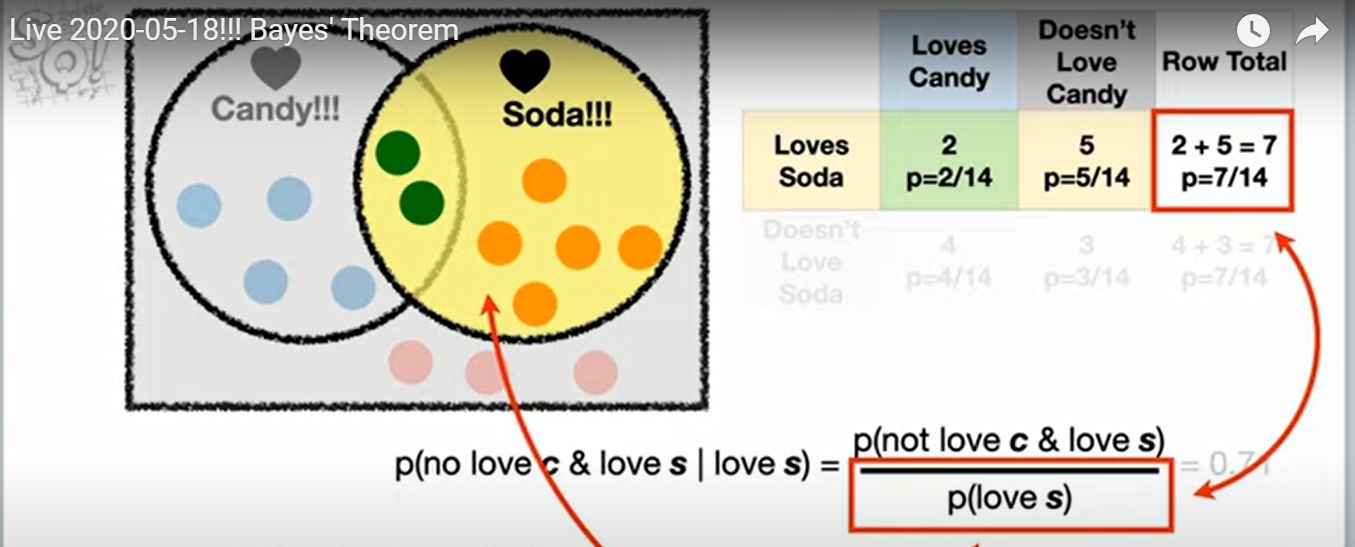 Live 2020-05-18!!! Bayes' Theorem
SQ!
Candy!!!
Soda!!!
Loves Candy
Doesn't Love Candy
Row Total
Loves Soda
2
p=2/14
5
p=5/14
2 + 5 = 7
p=7/14
Doesn't Love Soda
4
p=4/14
3
p=3/14
4 + 3 = 7
p=7/14
p(no love c & love s | love s) =
p(not love c & love s)
p(love s)
= 0.71